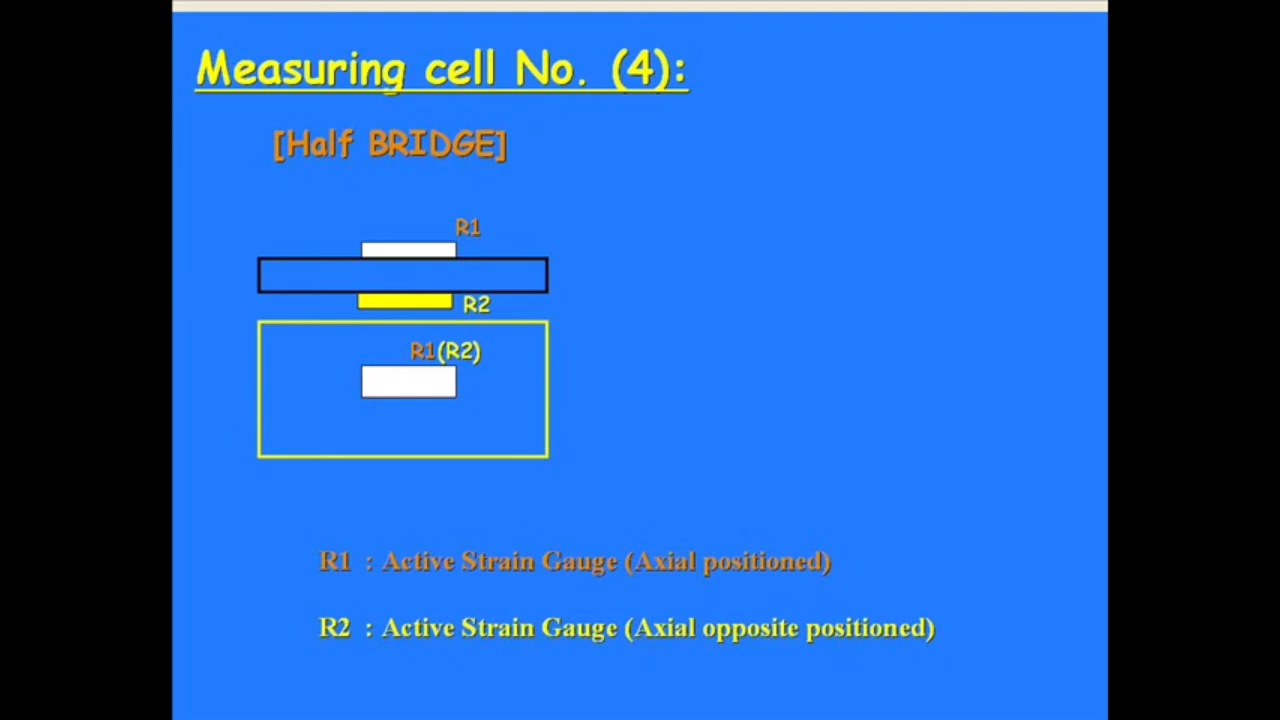 Measuring cell No. (4):
[Half BRIDGE]
R1
R2
R1(R2)
R1 : Active Strain Gauge (Axial positioned)
R2 : Active Strain Gauge (Axial opposite positioned)